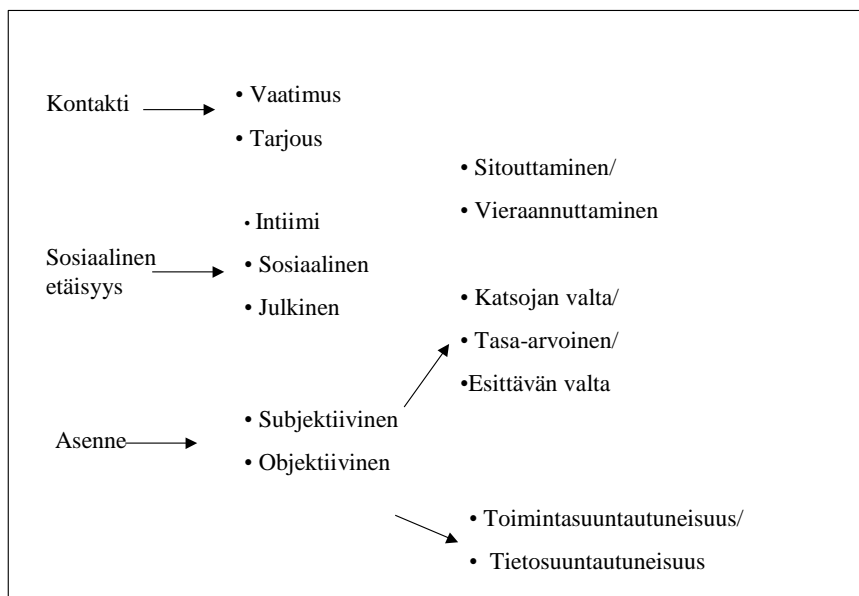 Kontakti
• Vaatimus
• Tarjous
• Sitouttaminen/
• Vieraannuttaminen
Sosiaalinen
etäisyys
• Intiimi
• Sosiaalinen
• Julkinen
• Katsojan valta/
• Tasa-arvoinen/
•Esittävän valta
Asenne
• Subjektiivinen
• Objektiivinen
• Toimintasuuntautuneisuus/
• Tietosuuntautuneisuus